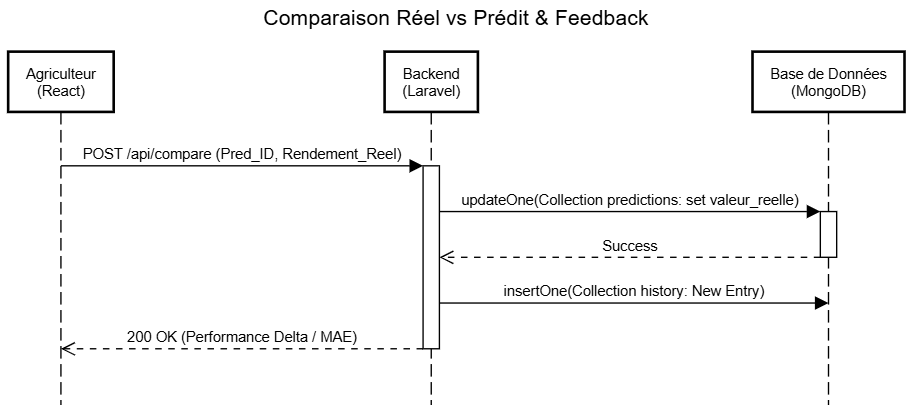 Comparaison Réel vs Prédit & Feedback
Agriculteur
(React)
Backend
(Laravel)
Base de Données
(MongoDB)
POST /api/compare (Pred_ID, Rendement_Reel)
updateOne(Collection predictions: set valeur_reelle)
Success
insertOne(Collection history: New Entry)
200 OK (Performance Delta / MAE)